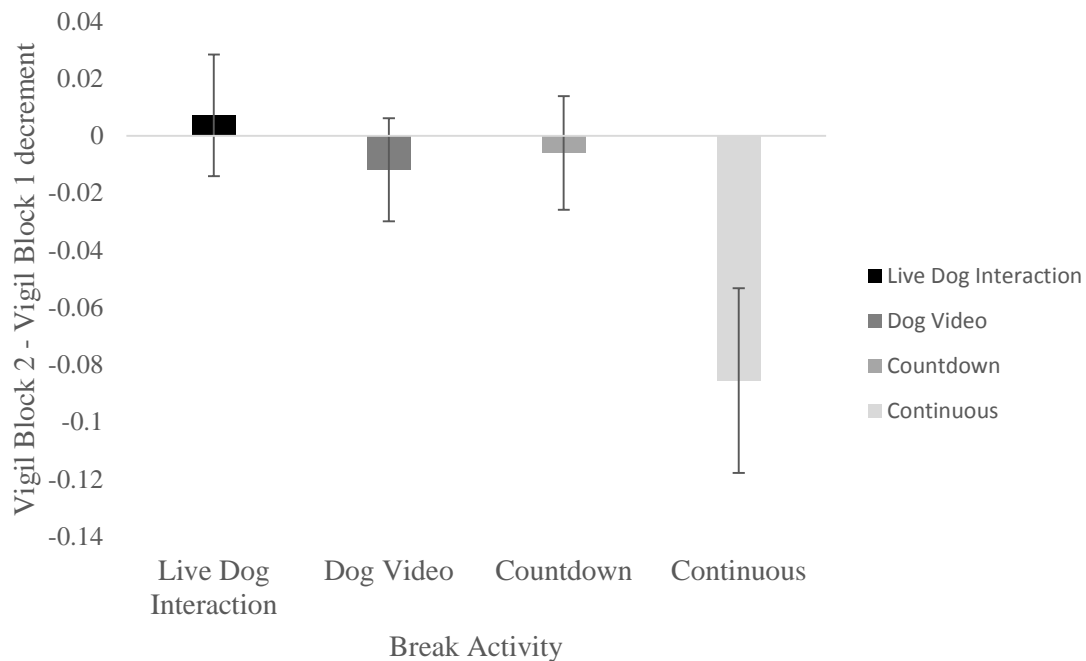 Vigil Block 2 - Vigil Block 1 decrement
0.04
0.02
0
-0.02
-0.04
-0.06
-0.08
-0.1
-0.12
-0.14
Live Dog
Interaction
Dog Video
Countdown
Continuous
Break Activity
Live Dog Interaction
Dog Video
Countdown
Continuous